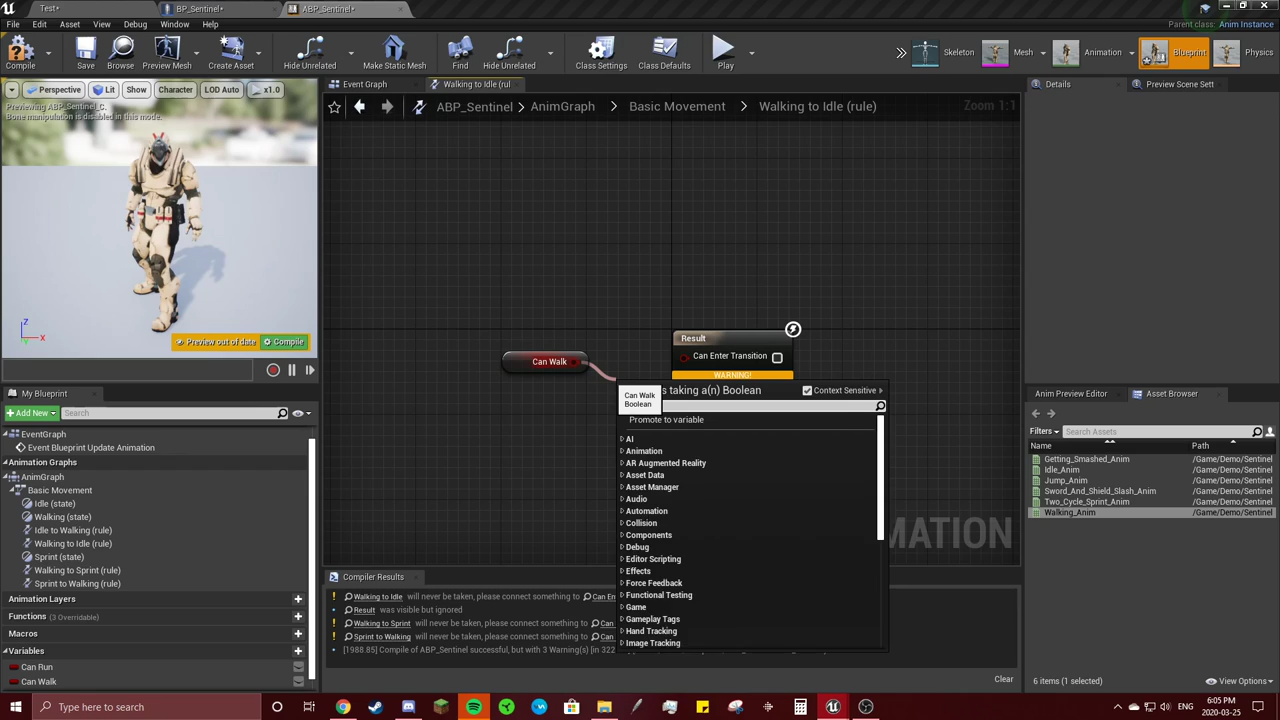 Test*
BP_Sentinel*
ABP_Sentinel*
File Edit Asset View Debug Window Help
Parent class: Anim Instance
Compile
Save
Browse
Preview Mesh
Create Asset
Hide Unrelated
Make Static Mesh
Find
Hide Unrelated
Class Settings
Class Defaults
Play
Skeleton
Mesh
Animation
Blueprint
Physics
Perspective
Lit
Show
Character
LOD Auto
x1.0
Previewing ABP_Sentinel_C.
Bone manipulation is disabled in this mode.
Z
X
Preview out of date
Compile
Event Graph
Walking to Idle (rul
ABP_Sentinel > AnimGraph > Basic Movement > Walking to Idle (rule)
Zoom 1:1
Can Walk
Result
Can Enter Transition
WARNING!
Can Walk
Boolean
s taking a(n) Boolean
Context Sensitive
Promote to variable
AI
Animation
AR Augmented Reality
Asset Data
Asset Manager
Audio
Automation
Collision
Components
Debug
Editor Scripting
Effects
Force Feedback
Functional Testing
Game
Gameplay Tags
Hand Tracking
Image Tracking
MATION
My Blueprint
Add New
Search
EventGraph
Event Blueprint Update Animation
Animation Graphs
AnimGraph
Basic Movement
Idle (state)
Walking (state)
Idle to Walking (rule)
Walking to Idle (rule)
Sprint (state)
Walking to Sprint (rule)
Sprint to Walking (rule)
Animation Layers
Functions (3 Overridable)
Macros
Variables
Can Run
Can Walk
Compiler Results
Walking to Idle will never be taken, please connect something to Can En
Result was visible but ignored
Walking to Sprint will never be taken, please connect something to Can
Sprint to Walking will never be taken, please connect something to Can
[1988.85] Compile of ABP_Sentinel successful, but with 3 Warning(s) [in 322
Clear
Details
Preview Scene Set
Anim Preview Editor
Asset Browser
Filters
Search Assets
Name Path
Getting_Smashed_Anim /Game/Demo/Sentinel
Idle_Anim /Game/Demo/Sentinel
Jump_Anim /Game/Demo/Sentinel
Sword_And_Shield_Slash_Anim /Game/Demo/Sentinel
Two_Cycle_Sprint_Anim /Game/Demo/Sentinel
Walking_Anim /Game/Demo/Sentinel
6 items (1 selected)
View Options
Type here to search
6:05 PM
2020-03-25